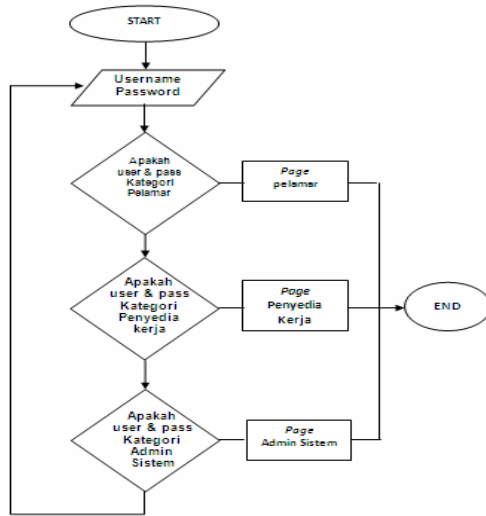 START
Username
Password
Apakah
user & pass
Kategori
Pelamar
Page
pelamar
Apakah
user & pass
Kategori
Penyedia
kerja
Page
Penyedia
Kerja
END
Apakah
user & pass
Kategori
Admin
Sistem
Page
Admin Sistem